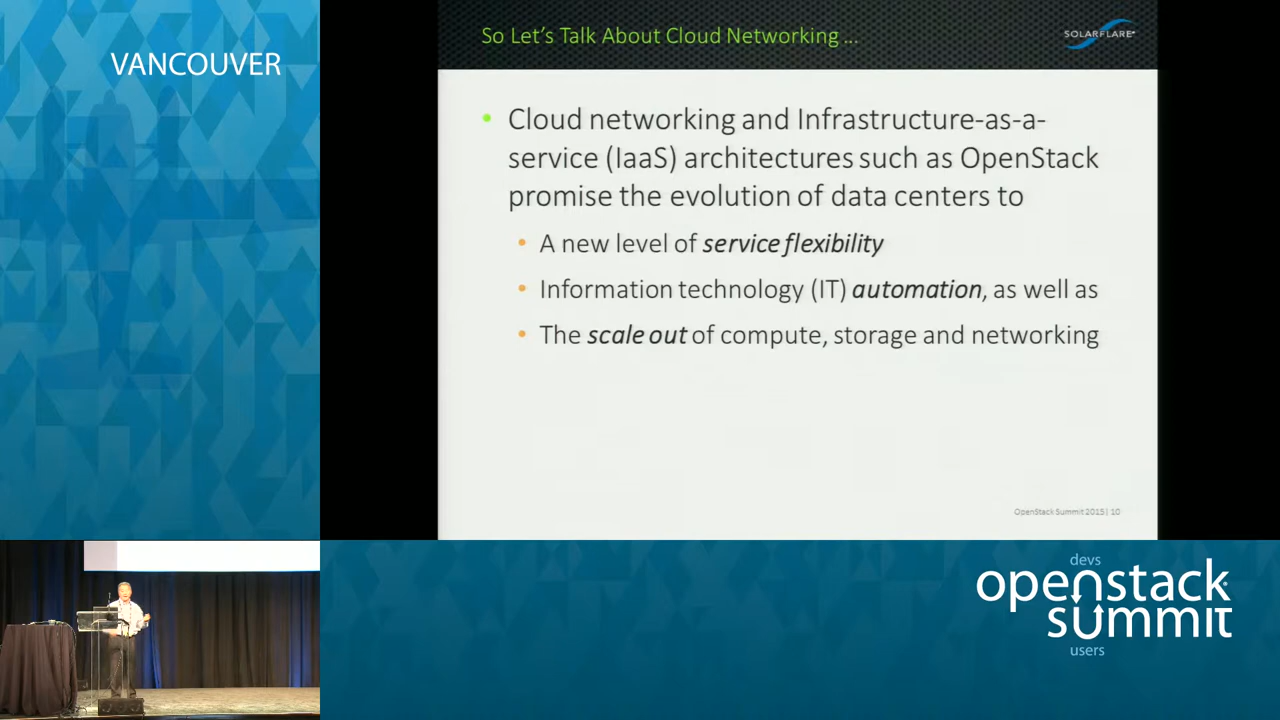 VANCOUVER
So Let's Talk About Cloud Networking ...
SOLARFLARE
• Cloud networking and Infrastructure-as-a-
service (IaaS) architectures such as OpenStack
promise the evolution of data centers to
• A new level of service flexibility
• Information technology (IT) automation, as well as
• The scale out of compute, storage and networking
OpenStack Summit 2015 | 10
devs
openstack
summit
users